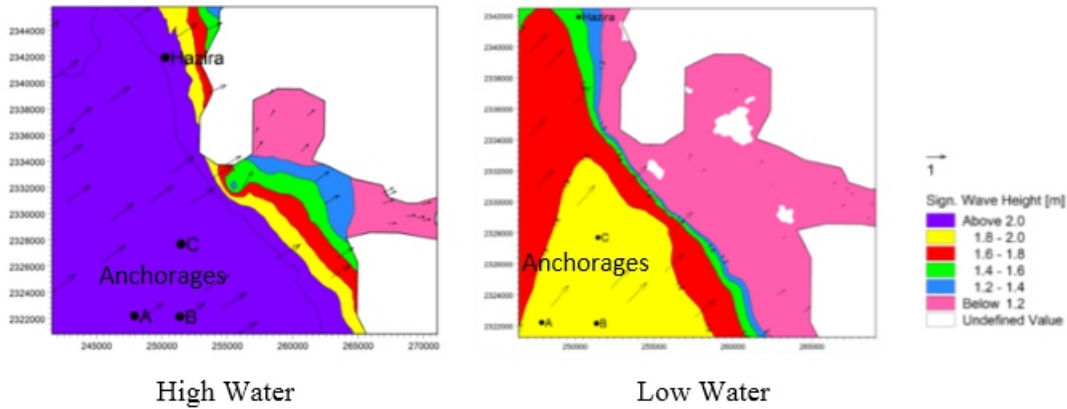 2344000
2342000
2340000
2338000
2336000
2334000
2332000
2330000
2328000
2326000
2324000
2322000
Hazira
C
Anchorages
A
B
245000
250000
255000
260000
265000
270000
High Water
2342000
2340000
2338000
2336000
2334000
2332000
2330000
2328000
2326000
2324000
2322000
Hazira
C
Anchorages
A
B
250000
255000
260000
265000
Low Water
1
Sign. Wave Height [m]
Above 2.0
1.8 - 2.0
1.6 - 1.8
1.4 - 1.6
1.2 - 1.4
Below 1.2
Undefined Value